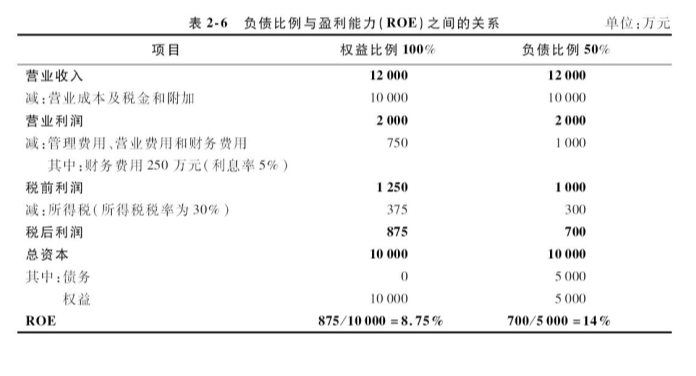 表 2-6 负债比例与盈利能力(ROE)之间的关系 单位:万元
项目 权益比例 100% 负债比例 50%
营业收入 12 000 12 000
减:营业成本及税金和附加 10 000 10 000
营业利润 2 000 2 000
减:管理费用、营业费用和财务费用 750 1 000
其中:财务费用 250 万元(利息率 5%)
税前利润 1 250 1 000
减:所得税(所得税税率为 30%) 375 300
税后利润 875 700
总资本 10 000 10 000
其中:债务 0 5 000
权益 10 000 5 000
ROE 875/10 000 =8.75% 700/5 000 =14%